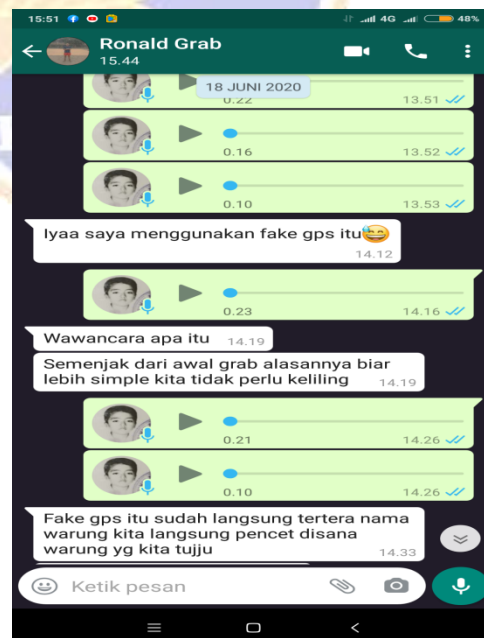 15:51 4G 48%
Ronald Grab
15.44
18 JUNI 2020
0.22 13.51
0.16 13.52
0.10 13.53
Iyaa saya menggunakan fake gps itu😅
14.12
0.23 14.16
Wawancara apa itu 14.19
Semenjak dari awal grab alasannya biar
lebih simple kita tidak perlu keliling 14.19
0.21 14.26
0.10 14.26
Fake gps itu sudah langsung tertera nama
warung kita langsung pencet disana
warung yg kita tujju 14.33
Ketik pesan